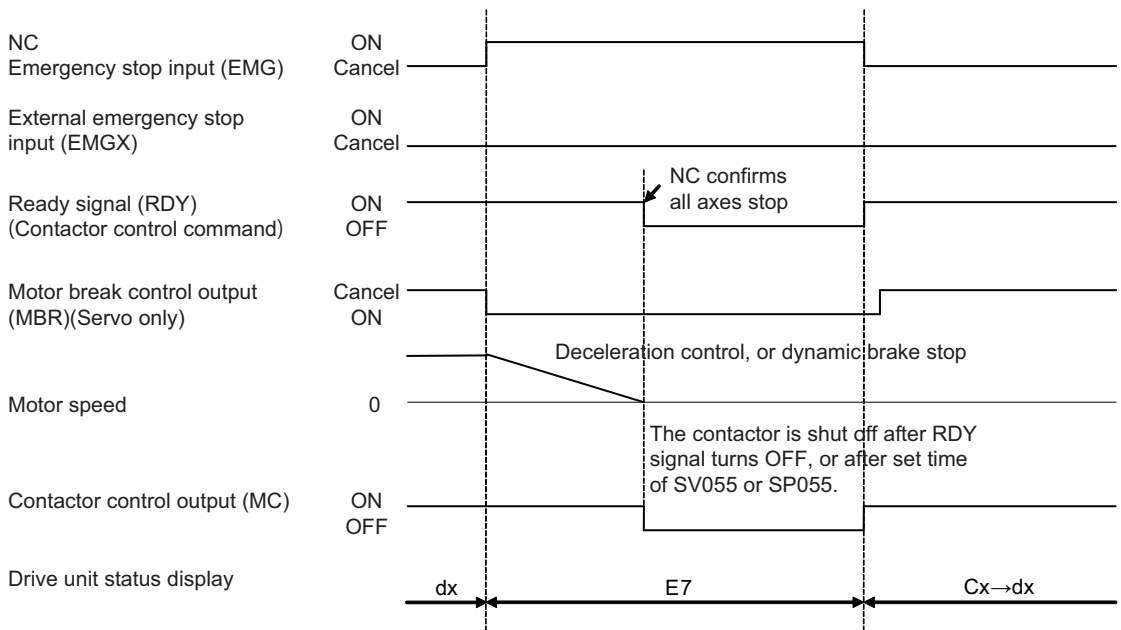 NC
Emergency stop input (EMG)
ON
Cancel
External emergency stop
input (EMGX)
ON
Cancel
Ready signal (RDY)
(Contactor control command)
ON
OFF
NC confirms
all axes stop
Motor break control output
(MBR)(Servo only)
Cancel
ON
Deceleration control, or dynamic brake stop
Motor speed
0
The contactor is shut off after RDY
signal turns OFF, or after set time
of SV055 or SP055.
Contactor control output (MC)
ON
OFF
Drive unit status display
dx
E7
Cx→dx